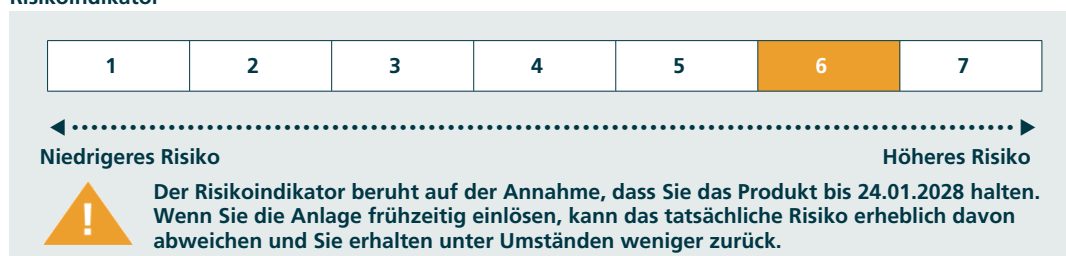 Risikoindikator
1 2 3 4 5 6 7
Niedrigeres Risiko Höheres Risiko
! Der Risikoindikator beruht auf der Annahme, dass Sie das Produkt bis 24.01.2028 halten.
Wenn Sie die Anlage frühzeitig einlösen, kann das tatsächliche Risiko erheblich davon
abweichen und Sie erhalten unter Umständen weniger zurück.